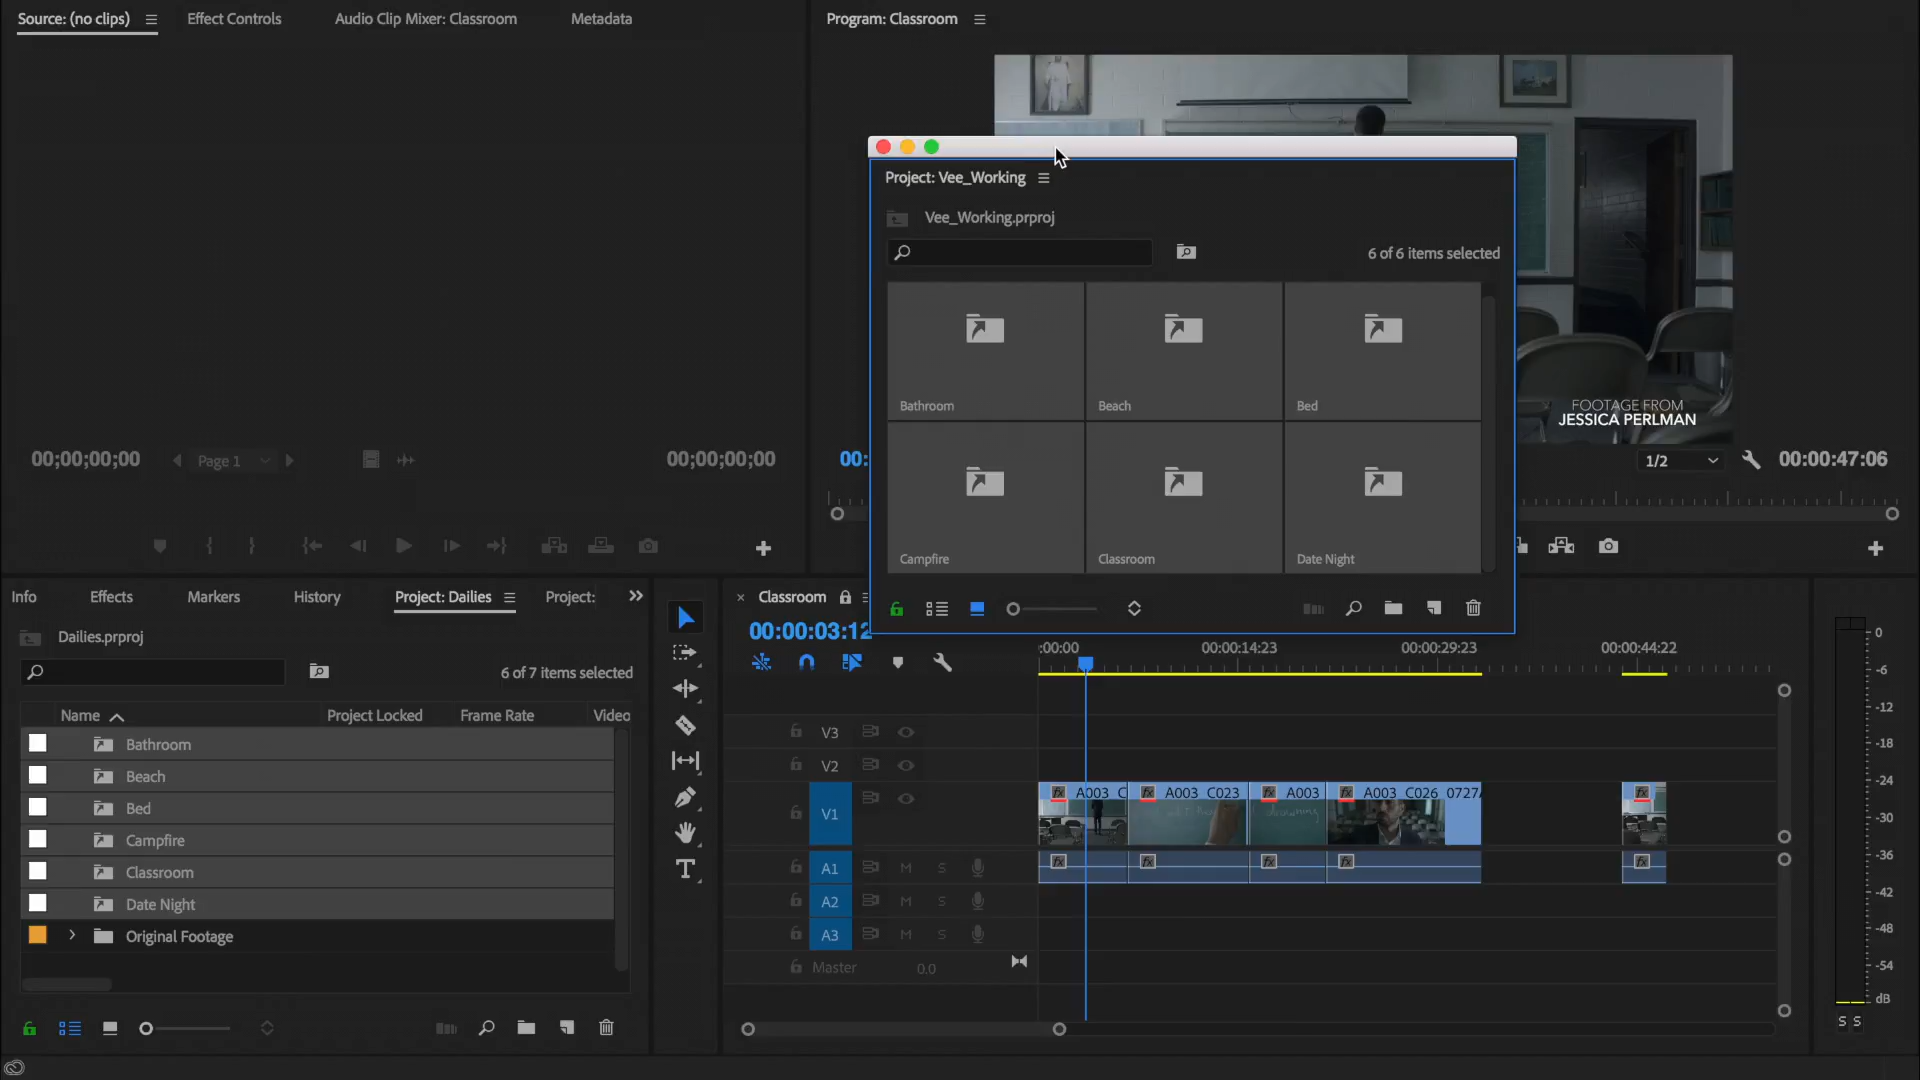 Source: (no clips)
Effect Controls
Audio Clip Mixer: Classroom
Metadata
Program: Classroom
Project: Vee_Working
Vee_Working.prproj
6 of 6 items selected
Bathroom
Beach
Bed
Campfire
Classroom
Date Night
FOOTAGE FROM
JESSICA PERLMAN
00;00;00;00
Page 1
00;00;00;00
00:
1/2
00:00:47:06
Info
Effects
Markers
History
Project: Dailies
Project:
Dailies.prproj
6 of 7 items selected
Name
Project Locked
Frame Rate
Video
Bathroom
Beach
Bed
Campfire
Classroom
Date Night
Original Footage
Classroom
00:00:03:12
:00:00
00:00:14:23
00:00:29:23
00:00:44:22
V3
V2
V1
A003_C
A003_C023
A003
A003_C026_0727
A1
M
S
A2
M
S
A3
M
S
Master
0.0
0
-6
-12
-18
-24
-30
-36
-42
-48
-54
dB
S
S